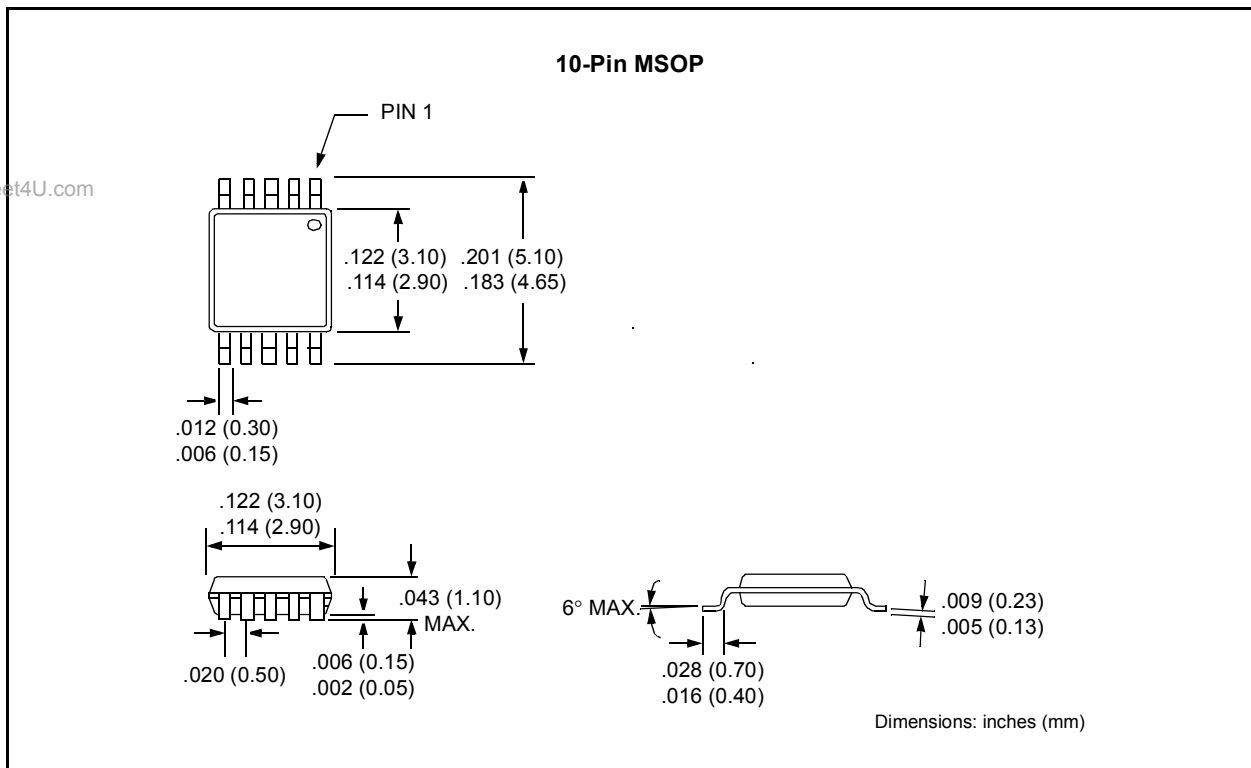 10-Pin MSOP
PIN 1
et4U.com
.122 (3.10)
.114 (2.90)
.201 (5.10)
.183 (4.65)
.012 (0.30)
.006 (0.15)
.122 (3.10)
.114 (2.90)
.043 (1.10)
MAX.
.020 (0.50)
.006 (0.15)
.002 (0.05)
6° MAX.
.009 (0.23)
.005 (0.13)
.028 (0.70)
.016 (0.40)
Dimensions: inches (mm)